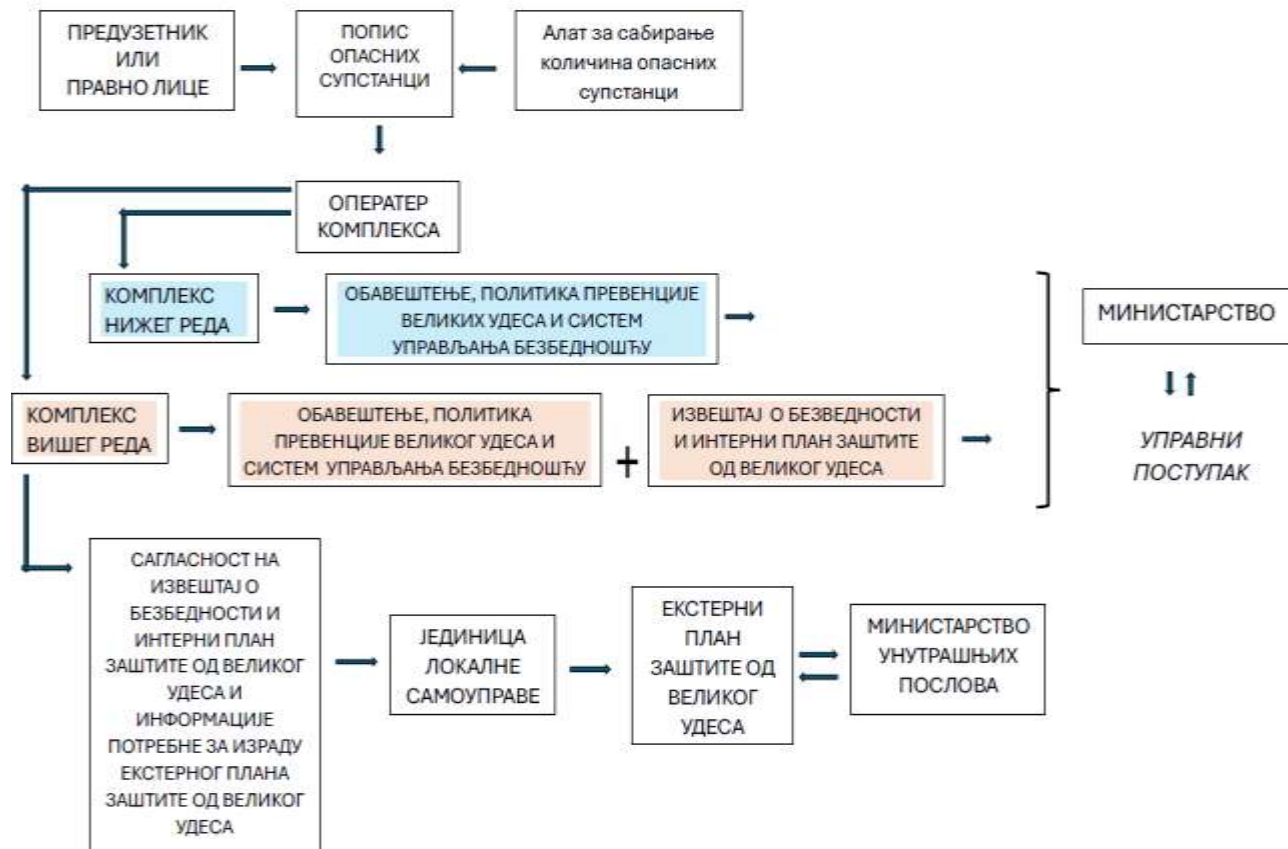 ПРЕДУЗЕТНИК
ИЛИ
ПРАВНО ЛИЦЕ
ПОПИС
ОПАСНИХ
СУПСТАНЦИ
Алат за сабирање
количина опасних
супстанци
ОПЕРАТЕР
КОМПЛЕКСА
КОМПЛЕКС
НИЖЕГ РЕДА
ОБАВЕШТЕЊЕ, ПОЛИТИКА ПРЕВЕНЦИЈЕ
ВЕЛИКИХ УДЕСА И СИСТЕМ
УПРАВЉАЊА БЕЗБЕДНОШЋУ
МИНИСТАРСТВО
УПРАВНИ
ПОСТУПАК
КОМПЛЕКС
ВИШЕГ РЕДА
ОБАВЕШТЕЊЕ, ПОЛИТИКА
ПРЕВЕНЦИЈЕ ВЕЛИКОГ УДЕСА И
СИСТЕМ УПРАВЉАЊА БЕЗБЕДНОШЋУ
+
ИЗВЕШТАЈ О БЕЗВЕДНОСТИ
И ИНТЕРНИ ПЛАН ЗАШТИТЕ
ОД ВЕЛИКОГ УДЕСА
САГЛАСНОСТ НА
ИЗВЕШТАЈ О
БЕЗБЕДНОСТИ И
ИНТЕРНИ ПЛАН
ЗАШТИТЕ ОД ВЕЛИКОГ
УДЕСА И
ИНФОРМАЦИЈЕ
ПОТРЕБНЕ ЗА ИЗРАДУ
ЕКСТЕРНОГ ПЛАНА
ЗАШТИТЕ ОД ВЕЛИКОГ
УДЕСА
ЈЕДИНИЦА
ЛОКАЛНЕ
САМОУПРАВЕ
ЕКСТЕРНИ
ПЛАН
ЗАШТИТЕ ОД
ВЕЛИКОГ
УДЕСА
МИНИСТАРСТВО
УНУТРАШЊИХ
ПОСЛОВА